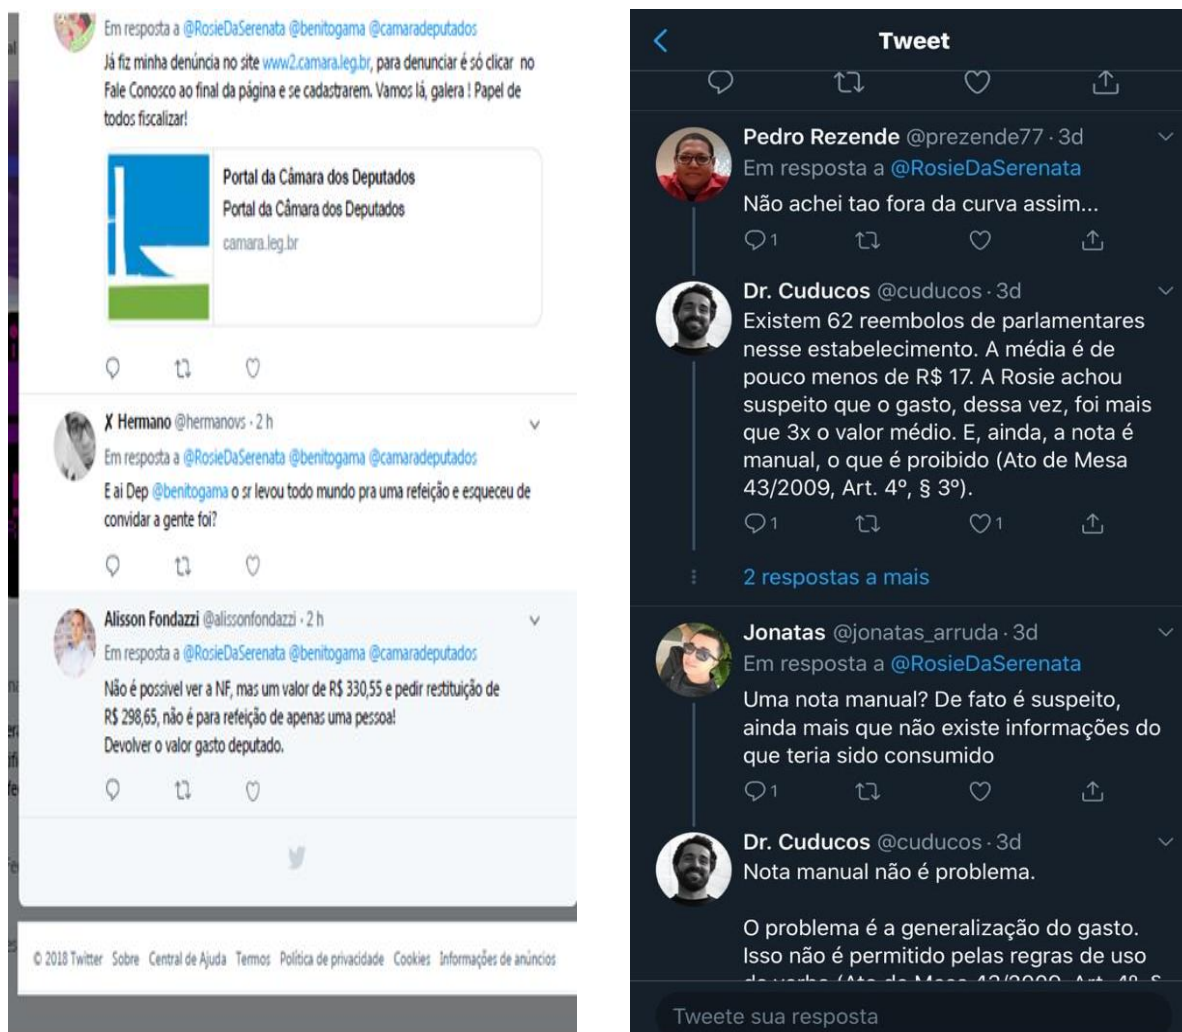 Em resposta a @RosieDaSerenata @benitogama @camaradeputados
Já fiz minha denúncia no site www2.camara.leg.br, para denunciar é só clicar no
Fale Conosco ao final da página e se cadastrarem. Vamos lá, galera ! Papel de
todos fiscalizar!
Portal da Câmara dos Deputados
Portal da Câmara dos Deputados
camara.leg.br
X Hermano @hermanovs · 2 h
Em resposta a @RosieDaSerenata @benitogama @camaradeputados
E ai Dep @benitogama o sr levou todo mundo pra uma refeição e esqueceu de
convidar a gente foi?
Alisson Fondazzi @alissonfondazzi · 2 h
Em resposta a @RosieDaSerenata @benitogama @camaradeputados
Não é possivel ver a NF, mas um valor de R$ 330,55 e pedir restituição de
R$ 298,65, não é para refeição de apenas uma pessoa!
Devolver o valor gasto deputado.
© 2018 Twitter Sobre Central de Ajuda Termos Política de privacidade Cookies Informações de anúncios
Tweet
Pedro Rezende @prezende77 · 3d
Em resposta a @RosieDaSerenata
Não achei tao fora da curva assim...
1
Dr. Cuducos @cuducos · 3d
Existem 62 reembolos de parlamentares
nesse estabelecimento. A média é de
pouco menos de R$ 17. A Rosie achou
suspeito que o gasto, dessa vez, foi mais
que 3x o valor médio. E, ainda, a nota é
manual, o que é proibido (Ato de Mesa
43/2009, Art. 4º, § 3º).
1 1
2 respostas a mais
Jonatas @jonatas_arruda · 3d
Em resposta a @RosieDaSerenata
Uma nota manual? De fato é suspeito,
ainda mais que não existe informações do
que teria sido consumido
1
Dr. Cuducos @cuducos · 3d
Nota manual não é problema.
O problema é a generalização do gasto.
Isso não é permitido pelas regras de uso
da verba (Ato de Mesa 43/2009, Art. 4º, §
Tweete sua resposta